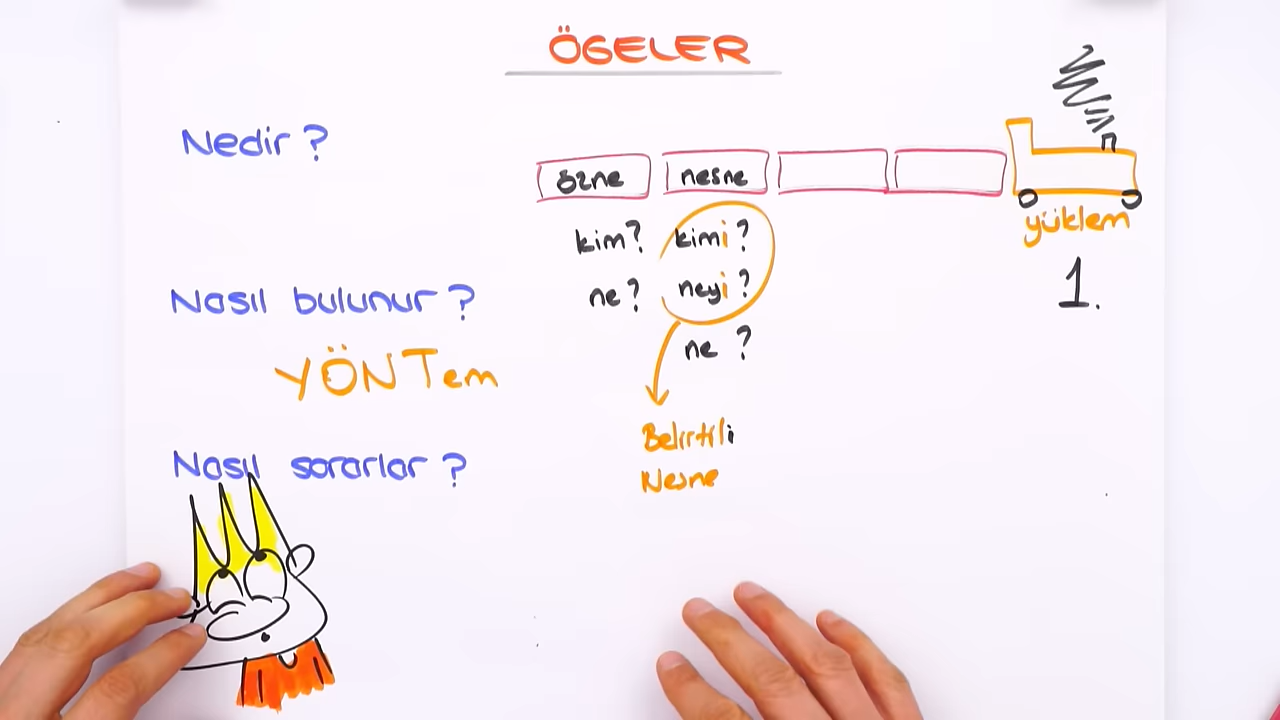 ÖGELER
Nedir ?
özne nesne
kim? kimi ?
ne? neyi ?
ne ?
yüklem
1.
Nasıl bulunur ?
YÖNTem
Belirtili
Nesne
Nasıl sorarlar ?